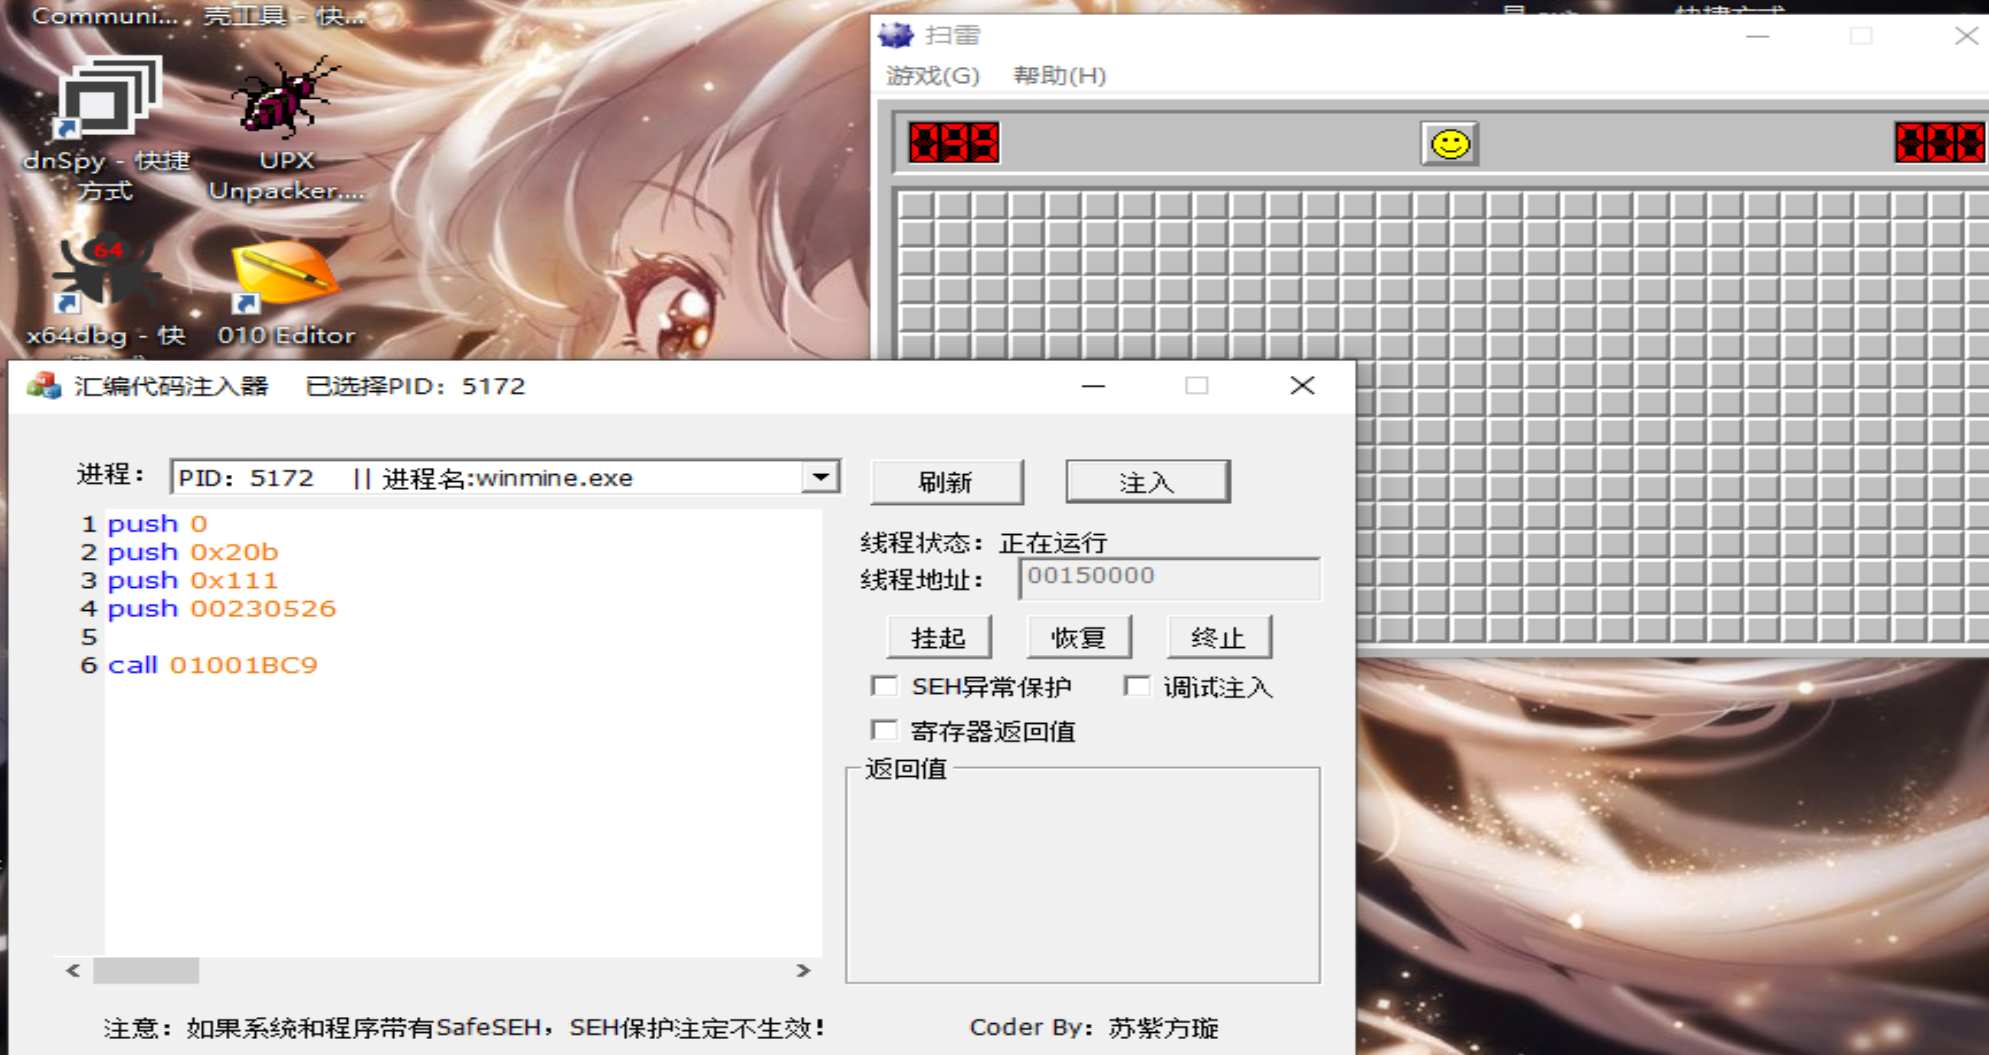 Communi...
壳工具 - 快...
dnSpy - 快捷
方式
UPX
Unpacker....
64
x64dbg - 快
010 Editor
扫雷
游戏(G) 帮助(H)
汇编代码注入器 已选择PID：5172
进程：
PID：5172 || 进程名:winmine.exe
刷新
注入
1 push 0
2 push 0x20b
3 push 0x111
4 push 00230526
5
6 call 01001BC9
线程状态：正在运行
线程地址：
00150000
挂起
恢复
终止
SEH异常保护
调试注入
寄存器返回值
返回值
注意：如果系统和程序带有SafeSEH，SEH保护注定不生效！
Coder By：苏紫方璇